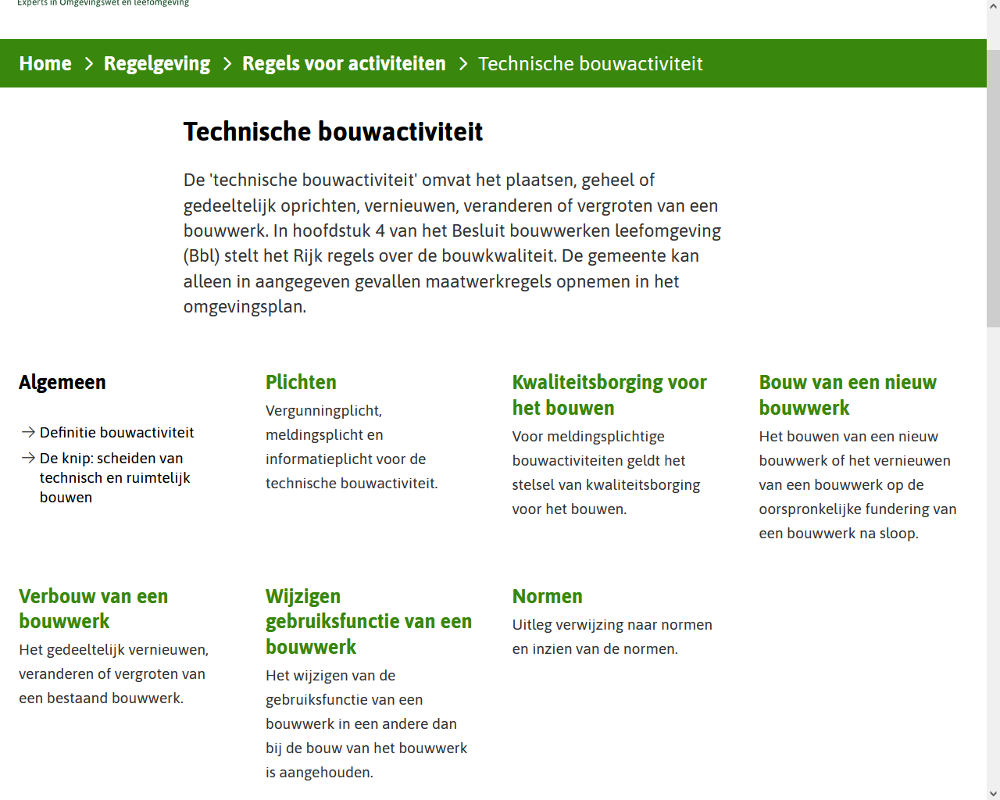 Experts in Omgevingswet en leefomgeving
Home > Regelgeving > Regels voor activiteiten > Technische bouwactiviteit
Technische bouwactiviteit
De 'technische bouwactiviteit' omvat het plaatsen, geheel of
gedeeltelijk oprichten, vernieuwen, veranderen of vergroten van een
bouwwerk. In hoofdstuk 4 van het Besluit bouwwerken leefomgeving
(Bbl) stelt het Rijk regels over de bouwkwaliteit. De gemeente kan
alleen in aangegeven gevallen maatwerkregels opnemen in het
omgevingsplan.
Algemeen
→ Definitie bouwactiviteit
→ De knip: scheiden van
technisch en ruimtelijk
bouwen
Plichten
Vergunningplicht,
meldingsplicht en
informatieplicht voor de
technische bouwactiviteit.
Kwaliteitsborging voor
het bouwen
Voor meldingsplichtige
bouwactiviteiten geldt het
stelsel van kwaliteitsborging
voor het bouwen.
Bouw van een nieuw
bouwwerk
Het bouwen van een nieuw
bouwwerk of het vernieuwen
van een bouwwerk op de
oorspronkelijke fundering van
een bouwwerk na sloop.
Verbouw van een
bouwwerk
Het gedeeltelijk vernieuwen,
veranderen of vergroten van
een bestaand bouwwerk.
Wijzigen
gebruiksfunctie van een
bouwwerk
Het wijzigen van de
gebruiksfunctie van een
bouwwerk in een andere dan
bij de bouw van het bouwwerk
is aangehouden.
Normen
Uitleg verwijzing naar normen
en inzien van de normen.